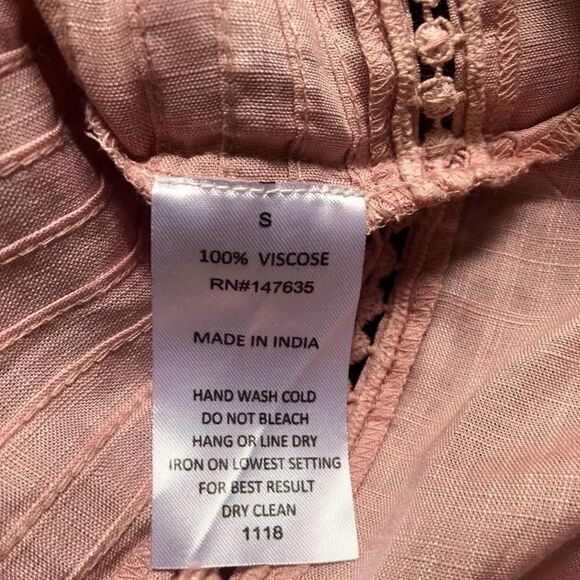 S
100% VISCOSE
RN#147635
MADE IN INDIA
HAND WASH COLD
DO NOT BLEACH
HANG OR LINE DRY
IRON ON LOWEST SETTING
FOR BEST RESULT
DRY CLEAN
1118